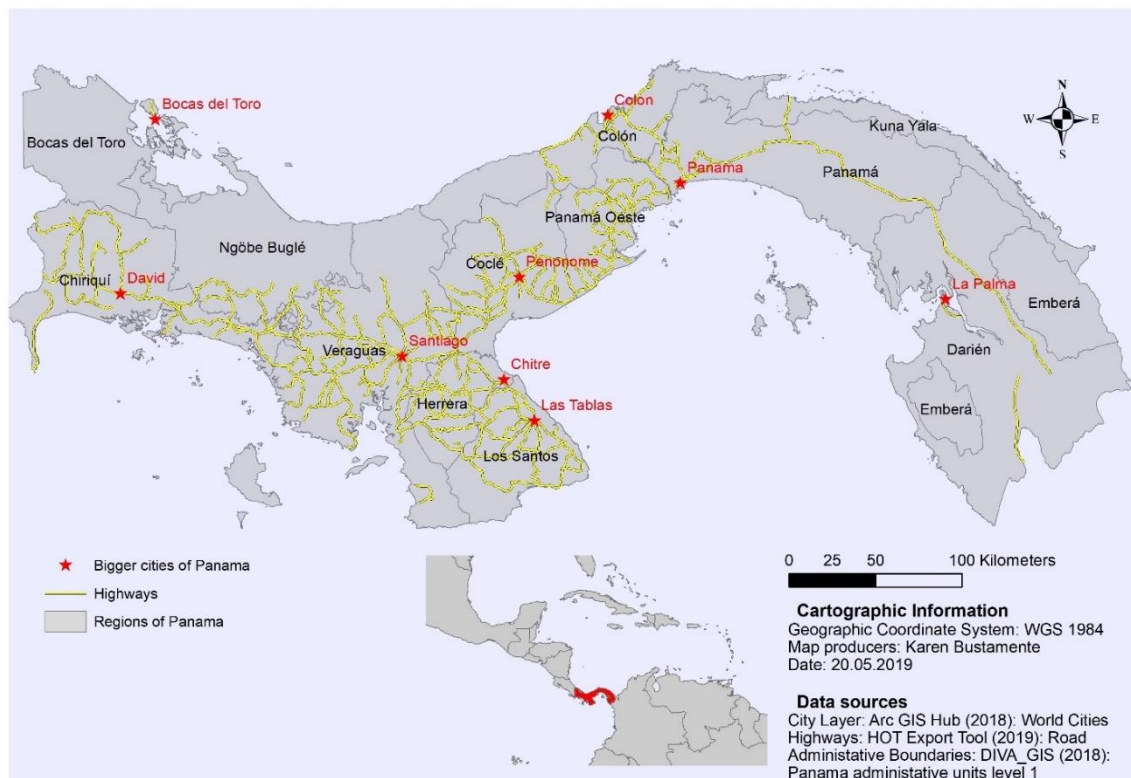 Bocas del Toro
Bocas del Toro
Colon
Colón
Kuna Yala
N
W E
S
Panama
Panamá
Panamá Oeste
Ngöbe Buglé
Coclé
Penonome
Chiriquí
David
La Palma
Emberá
Veraguas
Santiago
Darién
Chitre
Herrera
Las Tablas
Emberá
Los Santos
Bigger cities of Panama
Highways
Regions of Panama
0 25 50 100 Kilometers
Cartographic Information
Geographic Coordinate System: WGS 1984
Map producers: Karen Bustamente
Date: 20.05.2019
Data sources
City Layer: Arc GIS Hub (2018): World Cities
Highways: HOT Export Tool (2019): Road
Administative Boundaries: DIVA_GIS (2018):
Panama administative units level 1